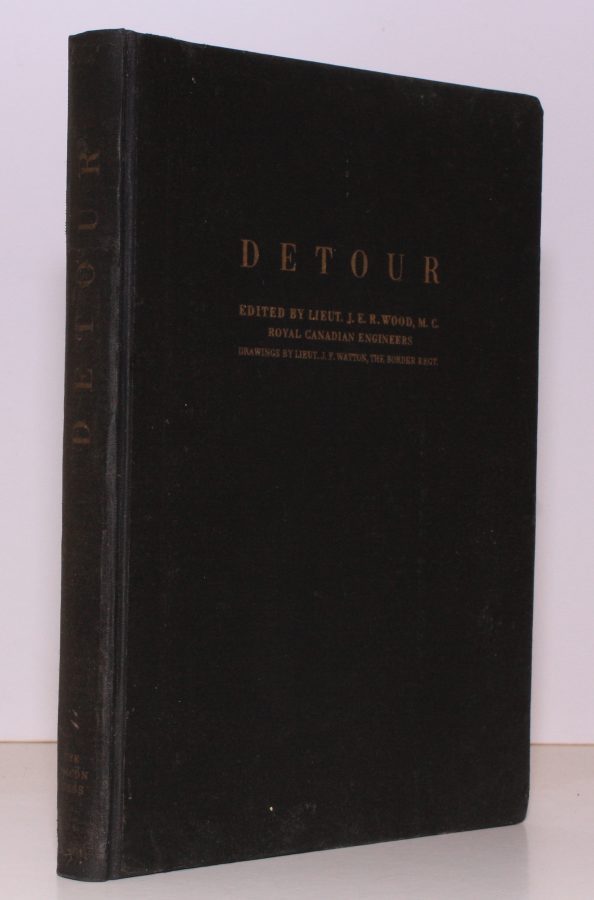 DETOUR
EDITED BY LIEUT. J. E. R. WOOD, M. C.
ROYAL CANADIAN ENGINEERS
DRAWINGS BY LIEUT. J. F. WATTON, THE BORDER REGT.
DETOUR